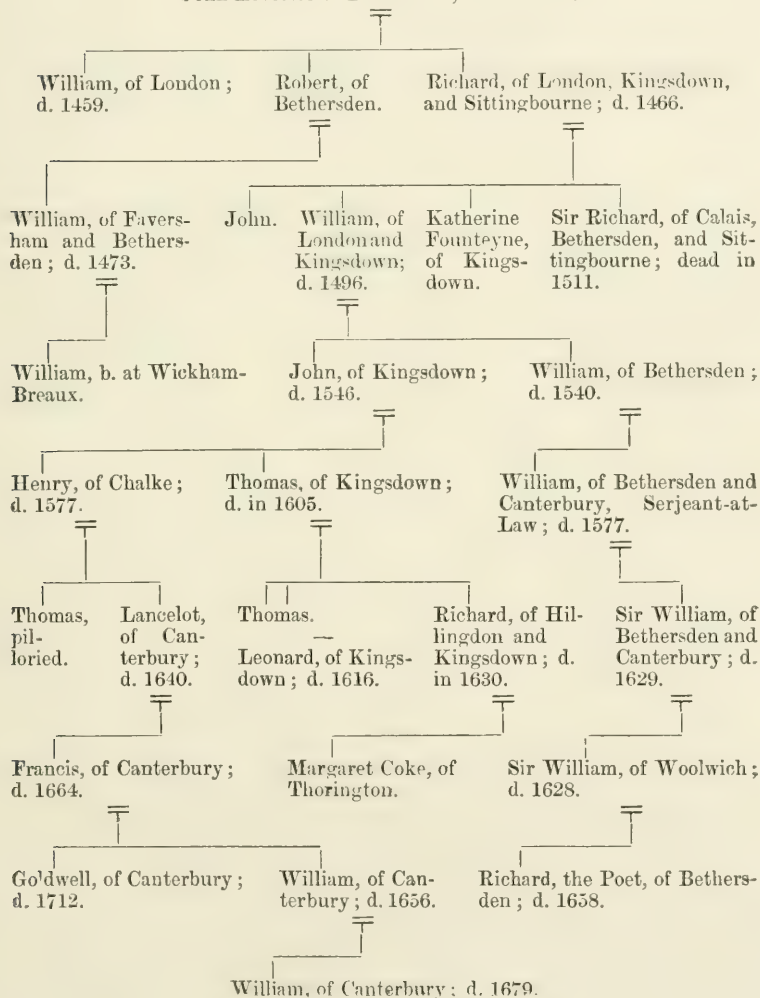 William, of London ;
d. 1459.
Robert, of
Bethersden.
Richard, of London, Kingsdown,
and Sittingbourne ; d. 1466.
William, of Favers-
ham and Bethers-
den ; d. 1473.
John.
William, of
London and
Kingsdown;
d. 1496.
Katherine
Founteyne,
of Kings-
down.
Sir Richard, of Calais,
Bethersden, and Sit-
tingbourne ; dead in
1511.
William, b. at Wickham-
Breaux.
John, of Kingsdown ;
d. 1546.
William, of Bethersden ;
d. 1540.
Henry, of Chalke ;
d. 1577.
Thomas, of Kingsdown ;
d. in 1605.
William, of Bethersden and
Canterbury, Serjeant-at-
Law ; d. 1577.
Thomas,
pil-
loried.
Lancelot,
of Can-
terbury ;
d. 1640.
Thomas.
—
Leonard, of Kings-
down ; d. 1616.
Richard, of Hil-
lingdon and
Kingsdown ; d.
in 1630.
Sir William, of
Bethersden and
Canterbury ; d.
1629.
Francis, of Canterbury ;
d. 1664.
Margaret Coke, of
Thorington.
Sir William, of Woolwich ;
d. 1628.
Goldwell, of Canterbury ;
d. 1712.
William, of Can-
terbury ; d. 1656.
Richard, the Poet, of Bethers-
den ; d. 1658.
William, of Canterbury ; d. 1679.